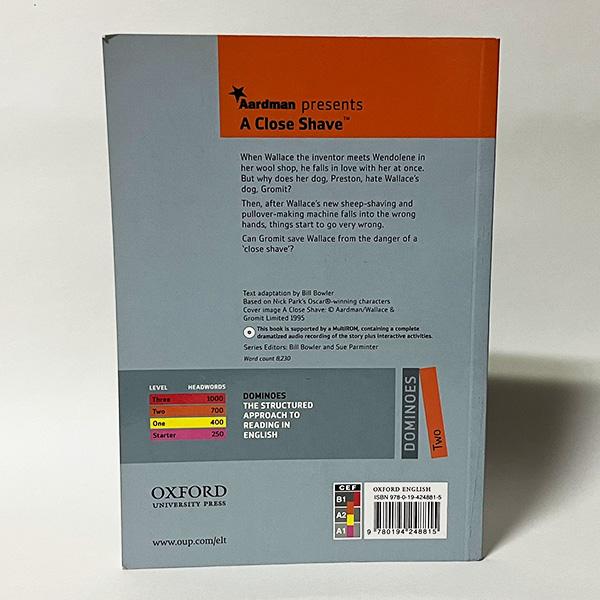 Aardman presents
A Close Shave™
When Wallace the inventor meets Wendolene in
her wool shop, he falls in love with her at once.
But why does her dog, Preston, hate Wallace's
dog, Gromit?
Then, after Wallace's new sheep-shaving and
pullover-making machine falls into the wrong
hands, things start to go very wrong.
Can Gromit save Wallace from the danger of a
'close shave'?
Text adaptation by Bill Bowler
Based on Nick Park's Oscar®-winning characters
Cover image A Close Shave: © Aardman/Wallace &
Gromit Limited 1995
This book is supported by a MultiROM, containing a complete
dramatized audio recording of the story plus interactive activities.
Series Editors: Bill Bowler and Sue Parminter
Word count 8,230
LEVEL HEADWORDS
Three 1000
Two 700
One 400
Starter 250
DOMINOES
THE STRUCTURED
APPROACH TO
READING IN
ENGLISH
DOMINOES
Two
OXFORD
UNIVERSITY PRESS
www.oup.com/elt
CEF
B1
A2
A1
OXFORD ENGLISH
ISBN 978-0-19-424881-5
9 780194 248815